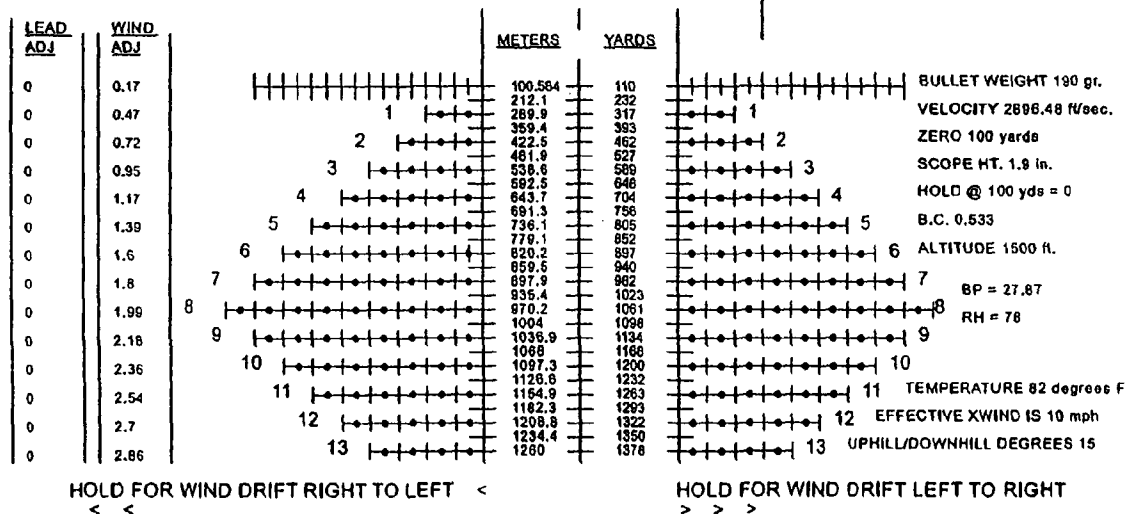 LEAD ADJ
WIND ADJ
METERS YARDS
0 0.17 100.584 110 BULLET WEIGHT 190 gr.
212.1 232
0 0.47 1 289.9 317 1 VELOCITY 2896.48 ft/sec.
359.4 393
0 0.72 2 422.5 462 2 ZERO 100 yards
481.9 527
0 0.95 3 538.6 589 3 SCOPE HT. 1.9 in.
592.5 648
0 1.17 4 643.7 704 4 HOLD @ 100 yds = 0
691.3 756
0 1.39 5 736.1 805 5 B.C. 0.533
779.1 852
0 1.6 6 820.2 897 6 ALTITUDE 1500 ft.
859.5 940
0 1.8 7 897.9 982 7
BP = 27.87
935.4 1023
0 1.99 8 970.2 1061 8
RH = 78
1004 1098
0 2.18 9 1036.9 1134 9
1068 1168
0 2.36 10 1097.3 1200 10
1126.6 1232
0 2.54 11 1154.9 1263 11 TEMPERATURE 82 degrees F
1182.3 1293
0 2.7 12 1208.8 1322 12 EFFECTIVE XWIND IS 10 mph
1234.4 1350
0 2.86 13 1260 1378 13 UPHILL/DOWNHILL DEGREES 15
HOLD FOR WIND DRIFT RIGHT TO LEFT <
< <
HOLD FOR WIND DRIFT LEFT TO RIGHT
> > >